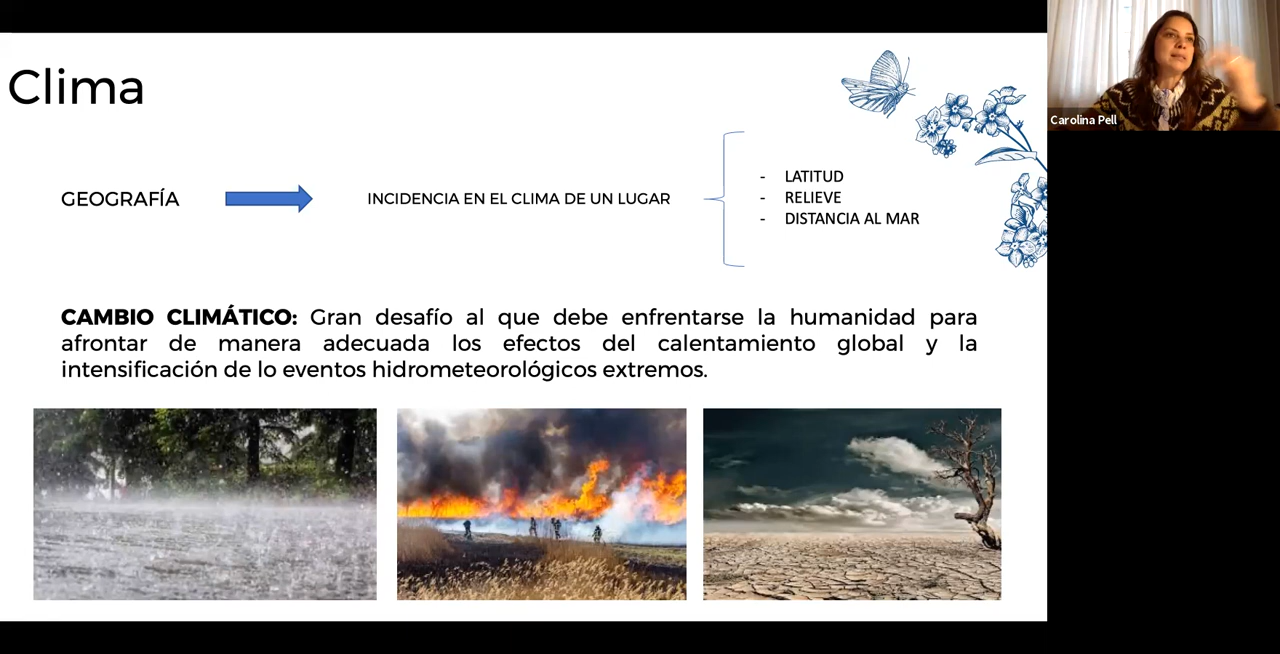 Clima
Carolina Pell
GEOGRAFÍA
INCIDENCIA EN EL CLIMA DE UN LUGAR
- LATITUD
- RELIEVE
- DISTANCIA AL MAR
CAMBIO CLIMÁTICO: Gran desafío al que debe enfrentarse la humanidad para
afrontar de manera adecuada los efectos del calentamiento global y la
intensificación de lo eventos hidrometeorológicos extremos.